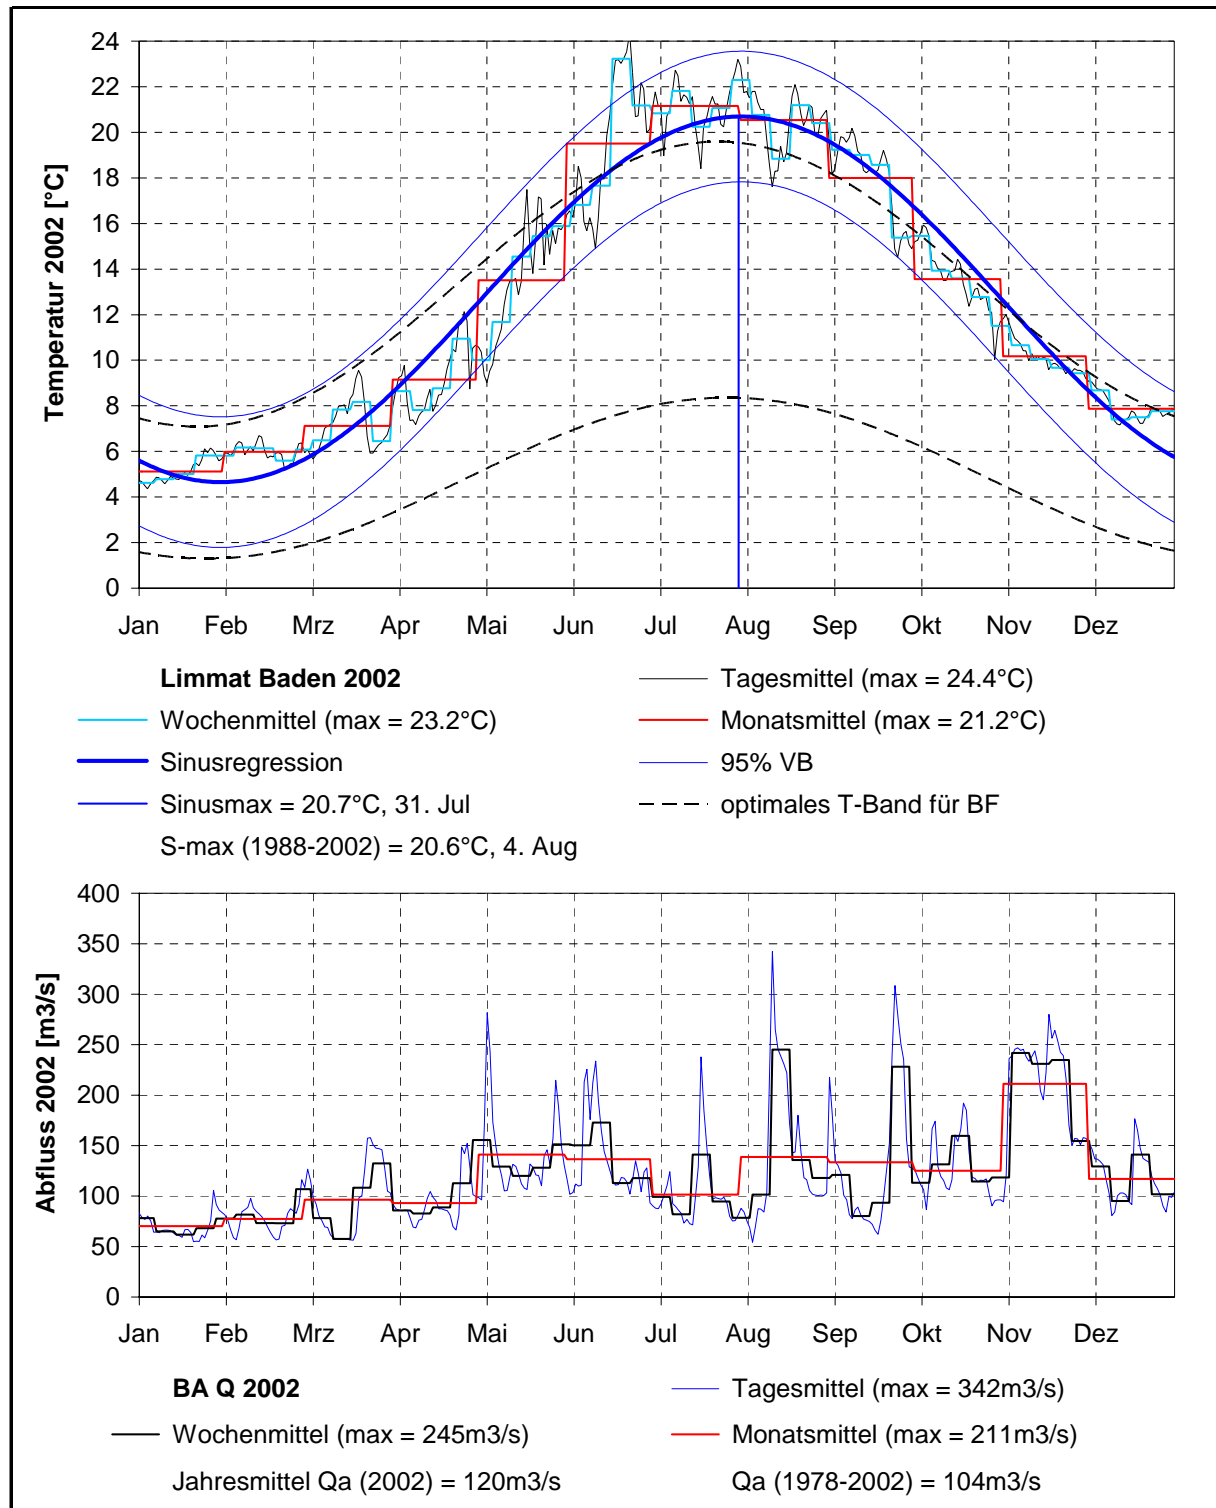 Temperatur 2002 [°C]
24
22
20
18
16
14
12
10
8
6
4
2
0
Jan Feb Mrz Apr Mai Jun Jul Aug Sep Okt Nov Dez
Limmat Baden 2002
Tagesmittel (max = 24.4°C)
Wochenmittel (max = 23.2°C)
Monatsmittel (max = 21.2°C)
Sinusregression
95% VB
Sinusmax = 20.7°C, 31. Jul
optimales T-Band für BF
S-max (1988-2002) = 20.6°C, 4. Aug
Abfluss 2002 [m3/s]
400
350
300
250
200
150
100
50
0
Jan Feb Mrz Apr Mai Jun Jul Aug Sep Okt Nov Dez
BA Q 2002
Tagesmittel (max = 342m3/s)
Wochenmittel (max = 245m3/s)
Monatsmittel (max = 211m3/s)
Jahresmittel Qa (2002) = 120m3/s
Qa (1978-2002) = 104m3/s